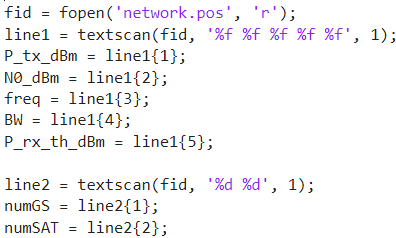 fid = fopen('network.pos', 'r');
line1 = textscan(fid, '%f %f %f %f %f', 1);
P_tx_dBm = line1{1};
N0_dBm = line1{2};
freq = line1{3};
BW = line1{4};
P_rx_th_dBm = line1{5};

line2 = textscan(fid, '%d %d', 1);
numGS = line2{1};
numSAT = line2{2};